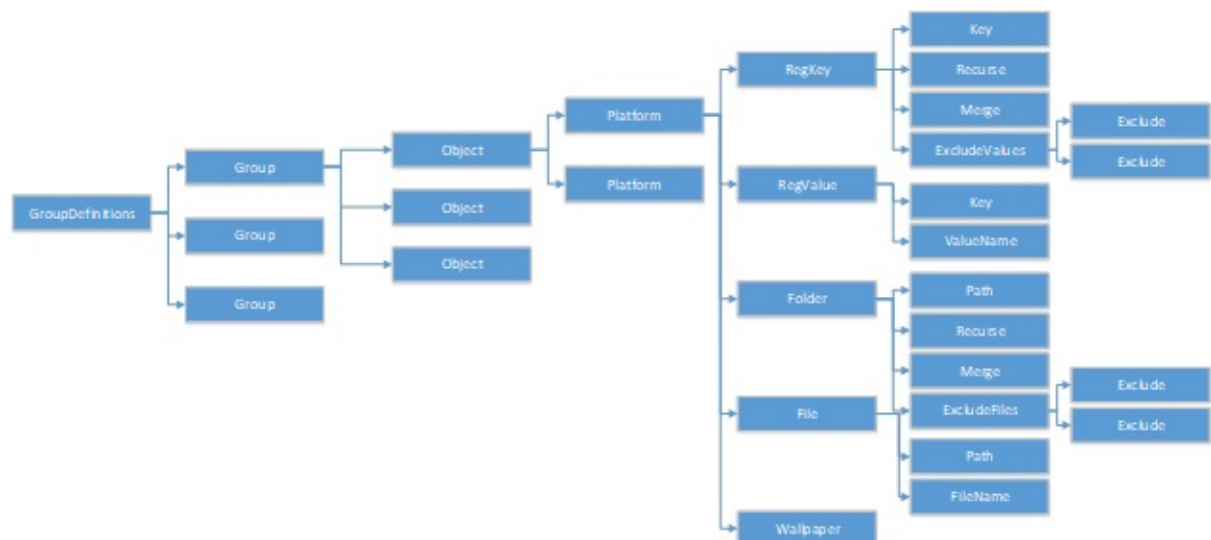 GroupDefinitions
Group
Group
Group
Object
Object
Object
Platform
Platform
RegKey
Key
Recurse
Merge
ExcludeValues
Exclude
Exclude
RegValue
Key
ValueName
Folder
Path
Recurse
Merge
ExcludeFiles
Exclude
Exclude
File
Path
FileName
Wallpaper